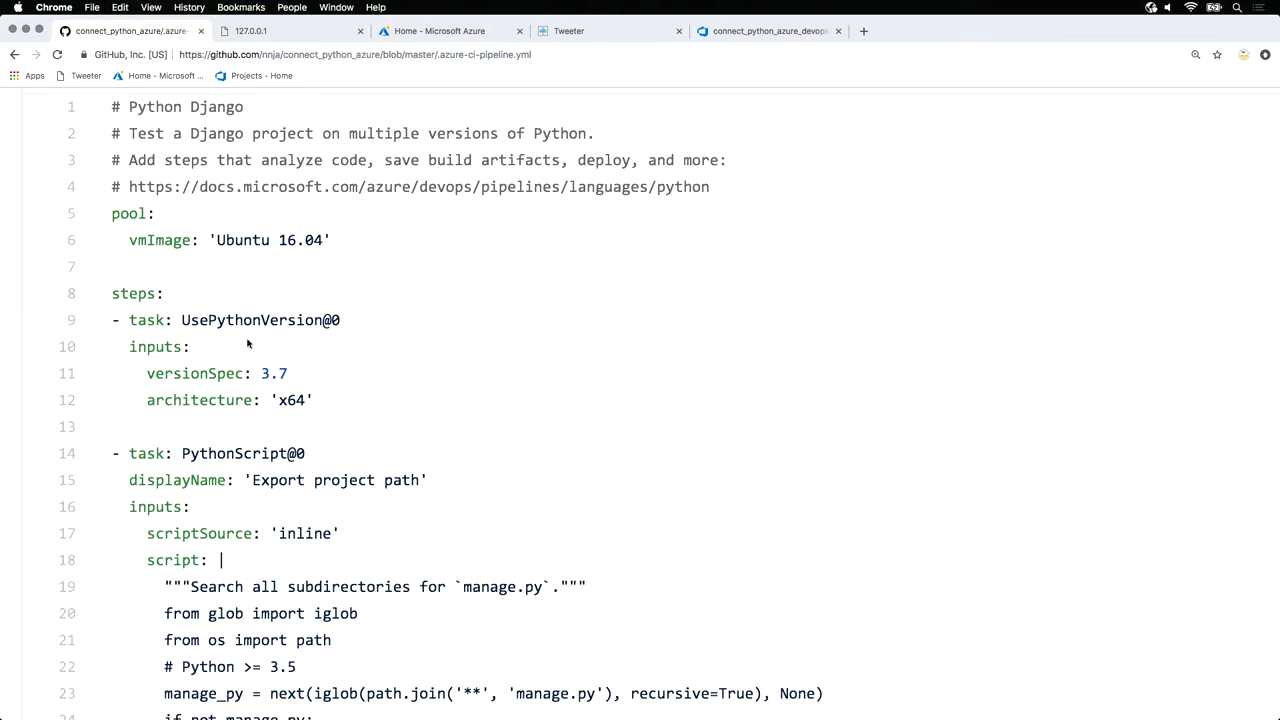 Chrome File Edit View History Bookmarks People Window Help
connect_python_azure/.azure- 127.0.0.1 Home - Microsoft Azure Tweeter connect_python_azure_devops
GitHub, Inc. [US] https://github.com/nnja/connect_python_azure/blob/master/.azure-ci-pipeline.yml
Apps Tweeter Home - Microsoft ... Projects - Home
1 # Python Django
2 # Test a Django project on multiple versions of Python.
3 # Add steps that analyze code, save build artifacts, deploy, and more:
4 # https://docs.microsoft.com/azure/devops/pipelines/languages/python
5 pool:
6 vmImage: 'Ubuntu 16.04'
7
8 steps:
9 - task: UsePythonVersion@0
10 inputs:
11 versionSpec: 3.7
12 architecture: 'x64'
13
14 - task: PythonScript@0
15 displayName: 'Export project path'
16 inputs:
17 scriptSource: 'inline'
18 script: |
19 """Search all subdirectories for `manage.py`."""
20 from glob import iglob
21 from os import path
22 # Python >= 3.5
23 manage_py = next(iglob(path.join('**', 'manage.py'), recursive=True), None)
24 if not manage_py: